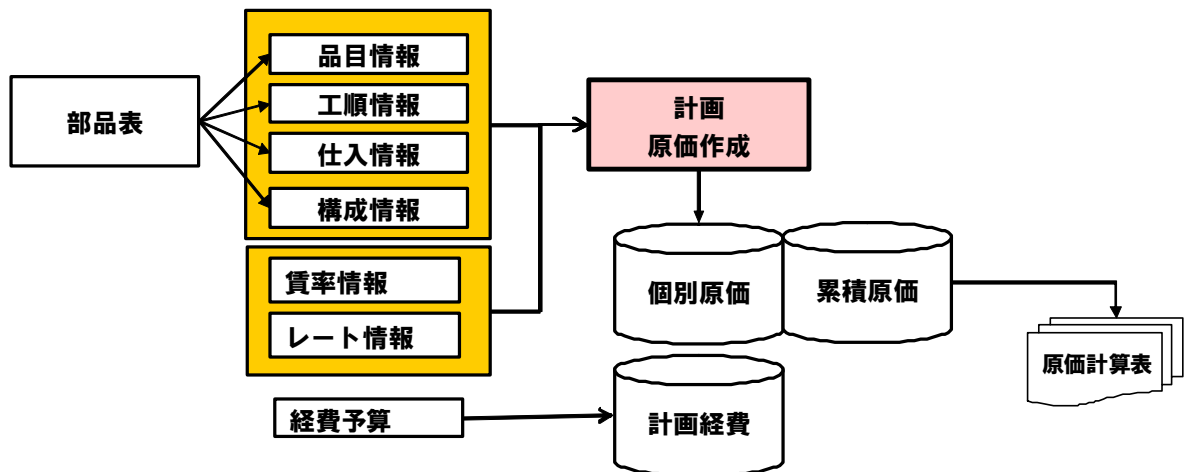 部品表
品目情報
工順情報
仕入情報
構成情報
賃率情報
レート情報
経費予算
計画
原価作成
個別原価
累積原価
計画経費
原価計算表